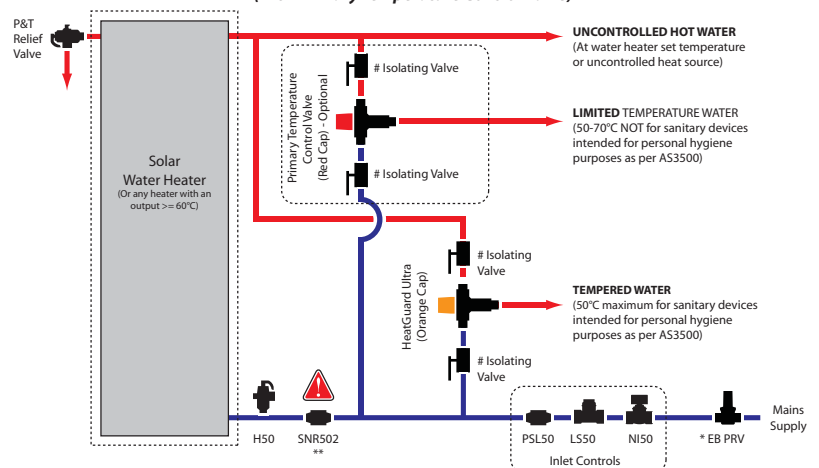 P&T
Relief
Valve
UNCONTROLLED HOT WATER
(At water heater set temperature
or uncontrolled heat source)
# Isolating Valve
Primary Temperature
Control Valve
(Red Cap) - Optional
LIMITED TEMPERATURE WATER
(50-70°C NOT for sanitary devices
intended for personal hygiene
purposes as per AS3500)
# Isolating Valve
Solar
Water Heater
(Or any heater with an
output >= 60°C)
# Isolating
Valve
HeatGuard Ultra
(Orange Cap)
TEMPERED WATER
(50°C maximum for sanitary devices
intended for personal hygiene
purposes as per AS3500)
# Isolating
Valve
H50
SNR502
**
PSL50
LS50
NI50
* EB PRV
Mains
Supply
Inlet Controls